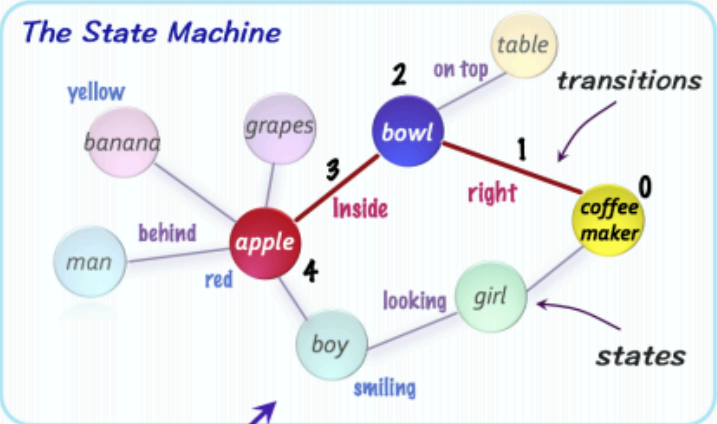 The State Machine
table
2
on top
transitions
yellow
grapes
banana
bowl
1
3
right
0
Inside
coffee
maker
behind
apple
man
red
4
looking
girl
boy
states
smiling